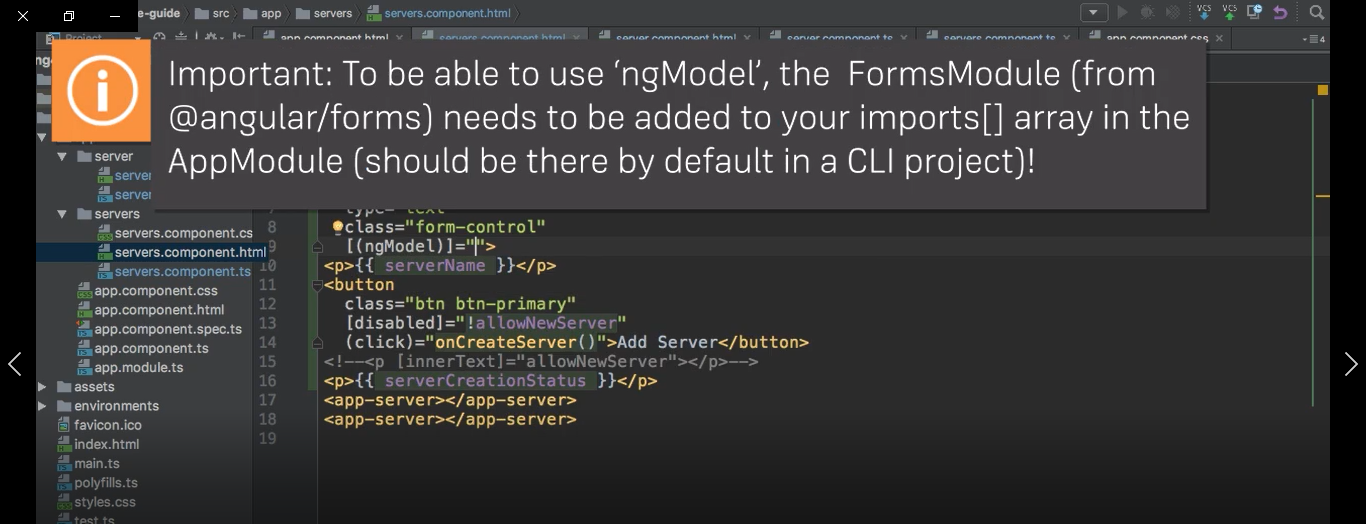 e-guide src app servers servers.component.html
VCS VCS
Project
app.component.html servers.component.html server.component.html server.component.ts servers.component.ts app.component.css 4
ng
Important: To be able to use ‘ngModel’, the FormsModule (from
@angular/forms) needs to be added to your imports[] array in the
AppModule (should be there by default in a CLI project)!
server
server
server
servers
servers.component.cs
servers.component.html
servers.component.ts
app.component.css
app.component.html
app.component.spec.ts
app.component.ts
app.module.ts
assets
environments
favicon.ico
index.html
main.ts
polyfills.ts
styles.css
test.ts
7 type="text"
8 class="form-control"
9 [(ngModel)]="">
10 <p>{{ serverName }}</p>
11 <button
12 class="btn btn-primary"
13 [disabled]="!allowNewServer"
14 (click)="onCreateServer()">Add Server</button>
15 <!--<p [innerText]="allowNewServer"></p>-->
16 <p>{{ serverCreationStatus }}</p>
17 <app-server></app-server>
18 <app-server></app-server>
19